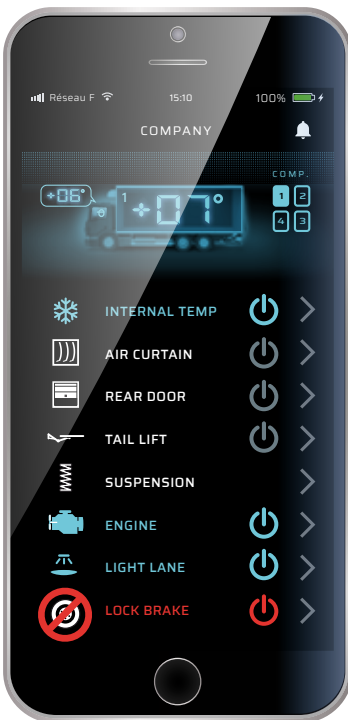 Réseau F 15:10 100%
COMPANY
COMP.
+06° 1 +07° 1 2
4 3
INTERNAL TEMP
AIR CURTAIN
REAR DOOR
TAIL LIFT
SUSPENSION
ENGINE
LIGHT LANE
LOCK BRAKE